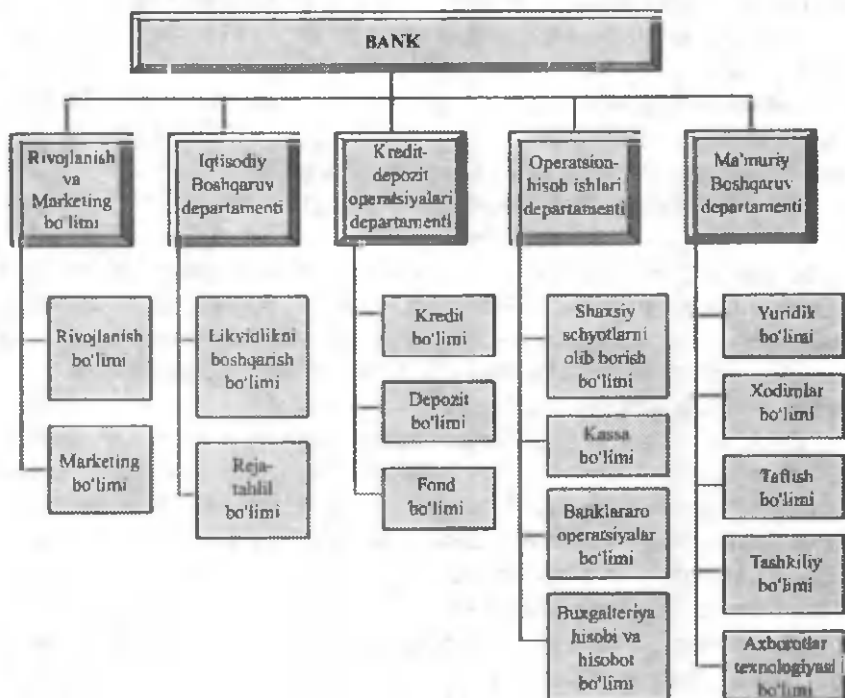 BANK
Rivojlanish
va
Marketing
bo‘limi
Iqtisodiy
Boshqaruv
departamenti
Kredit-
depozit
operatsiyalari
departamenti
Operatsion-
hisob ishlari
departamenti
Ma’muriy
Boshqaruv
departamenti
Rivojlanish
bo‘limi
Marketing
bo‘limi
Likvidlikni
boshqarish
bo‘limi
Reja-
tahlil
bo‘limi
Kredit
bo‘limi
Depozit
bo‘limi
Fond
bo‘limi
Shaxsiy
schyotlarni
olib borish
bo‘limi
Kassa
bo‘limi
Banklararo
operatsiyalar
bo‘limi
Buxgalteriya
hisobi va
hisobot
bo‘limi
Yuridik
bo‘limi
Xodimlar
bo‘limi
Taftish
bo‘limi
Tashkiliy
bo‘limi
Axborotlar
texnologiyasi
bo‘limi